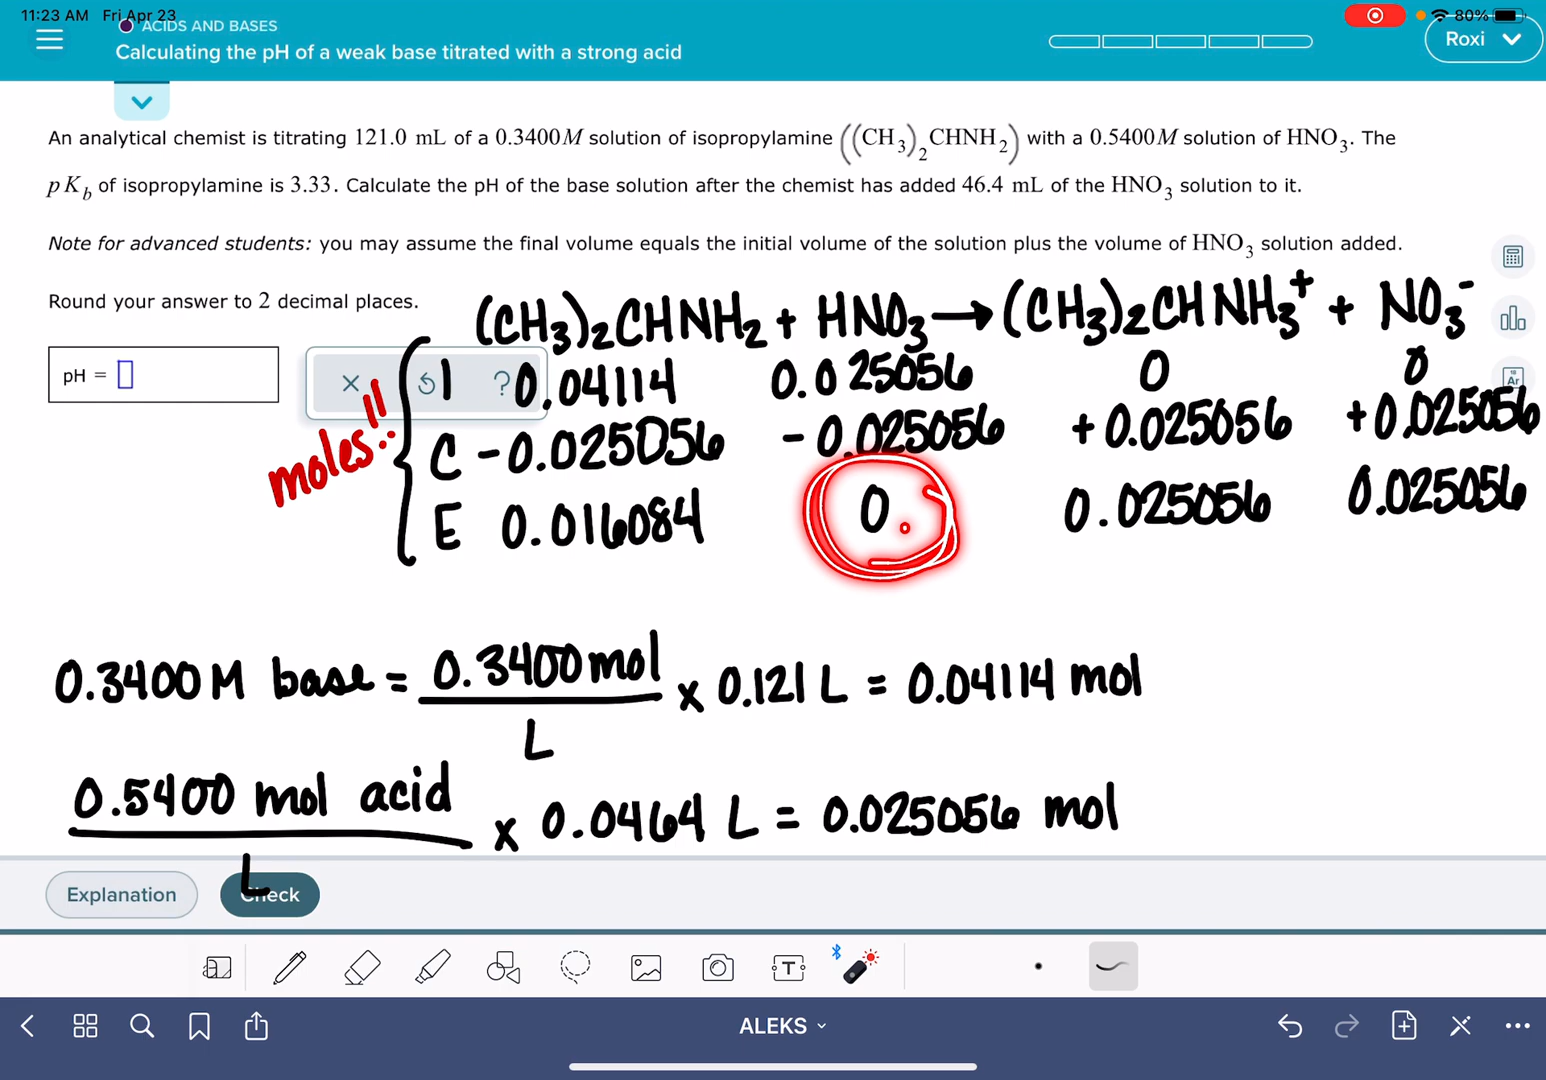 11:23 AM Fri Apr 23
80%
ACIDS AND BASES
Calculating the pH of a weak base titrated with a strong acid
Roxi
An analytical chemist is titrating 121.0 mL of a 0.3400 M solution of isopropylamine ((CH3)2CHNH2) with a 0.5400 M solution of HNO3. The
pKb of isopropylamine is 3.33. Calculate the pH of the base solution after the chemist has added 46.4 mL of the HNO3 solution to it.
Note for advanced students: you may assume the final volume equals the initial volume of the solution plus the volume of HNO3 solution added.
Round your answer to 2 decimal places.
(CH3)2CHNH2 + HNO3 → (CH3)2CHNH3+ + NO3-
pH =
× ?
18 Ar
moles!!
I 0.04114 0.025056 0 0
C -0.025056 -0.025056 +0.025056 +0.025056
E 0.016084 0. 0.025056 0.025056
0.3400 M base = 0.3400 mol / L x 0.121 L = 0.04114 mol
0.5400 mol acid / L x 0.0464 L = 0.025056 mol
Explanation
Check
a
T
ALEKS